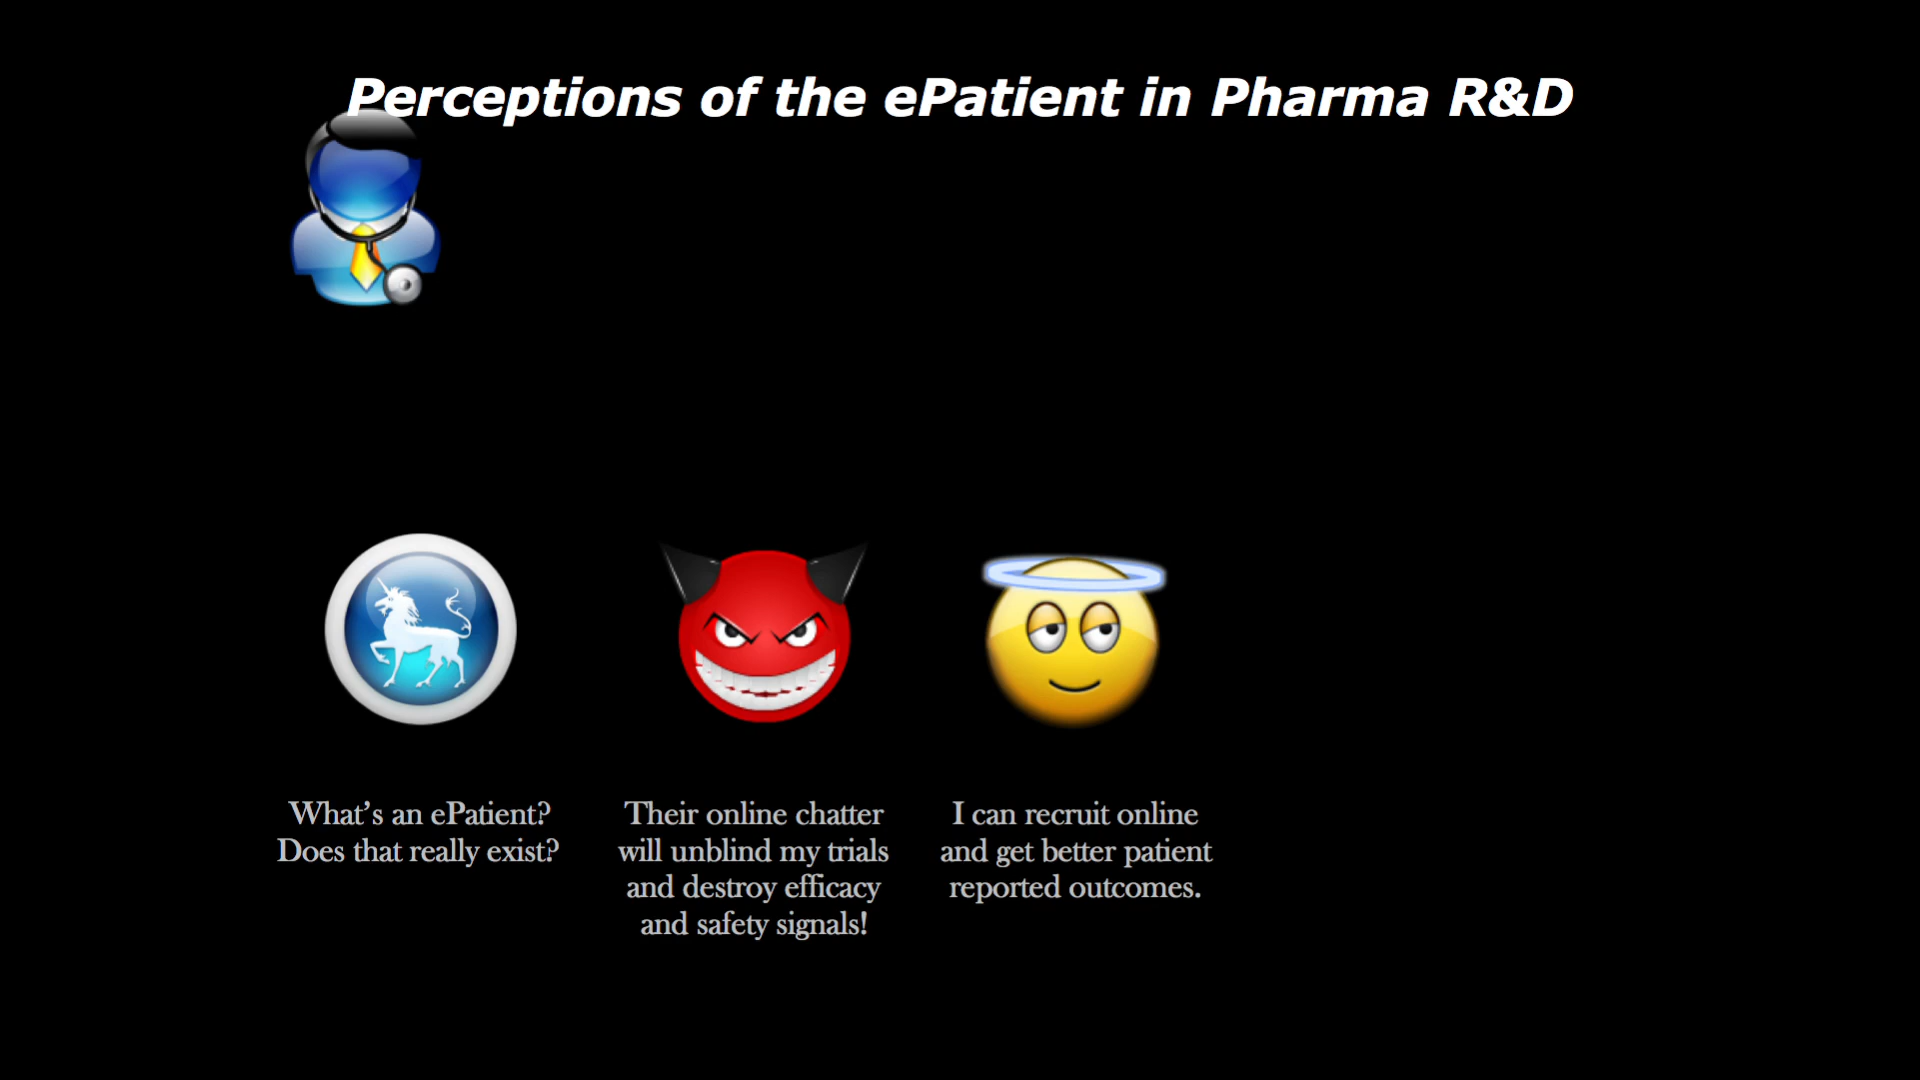 Perceptions of the ePatient in Pharma R&D
What’s an ePatient?
Does that really exist?
Their online chatter
will unblind my trials
and destroy efficacy
and safety signals!
I can recruit online
and get better patient
reported outcomes.